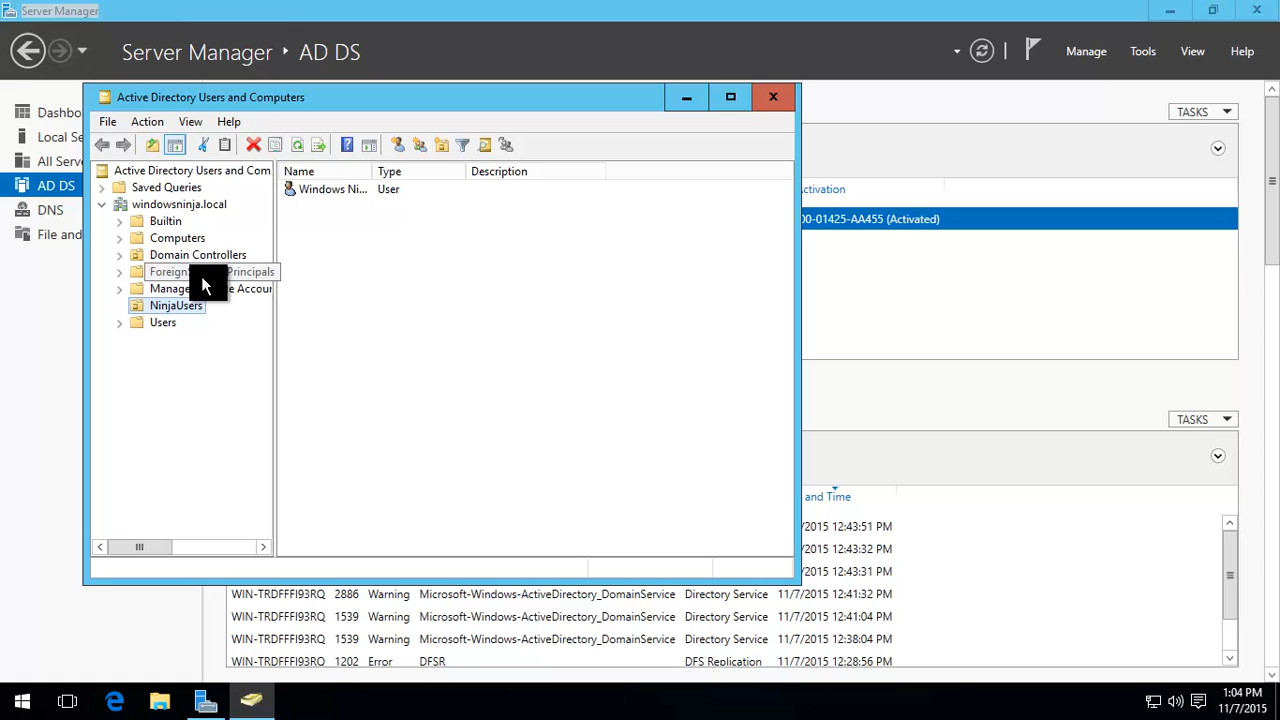 Server Manager
Server Manager ‣ AD DS
Manage Tools View Help
Dashbo
Local Se
All Serve
AD DS
DNS
File and
Active Directory Users and Computers
File Action View Help
Active Directory Users and Com
Saved Queries
windowsninja.local
Builtin
Computers
Domain Controllers
Foreign Principals
Manage e Accour
NinjaUsers
Users
Name Type Description
Windows Ni... User
TASKS
ctivation
00-01425-AA455 (Activated)
TASKS
and Time
/2015 12:43:51 PM
/2015 12:43:32 PM
/2015 12:43:31 PM
WIN-TRDFFFI93RQ 2886 Warning Microsoft-Windows-ActiveDirectory_DomainService Directory Service 11/7/2015 12:41:32 PM
WIN-TRDFFFI93RQ 1539 Warning Microsoft-Windows-ActiveDirectory_DomainService Directory Service 11/7/2015 12:41:04 PM
WIN-TRDFFFI93RQ 1539 Warning Microsoft-Windows-ActiveDirectory_DomainService Directory Service 11/7/2015 12:38:04 PM
WIN-TRDFFFI93RQ 1202 Error DFSR DFS Replication 11/7/2015 12:28:56 PM
1:04 PM
11/7/2015